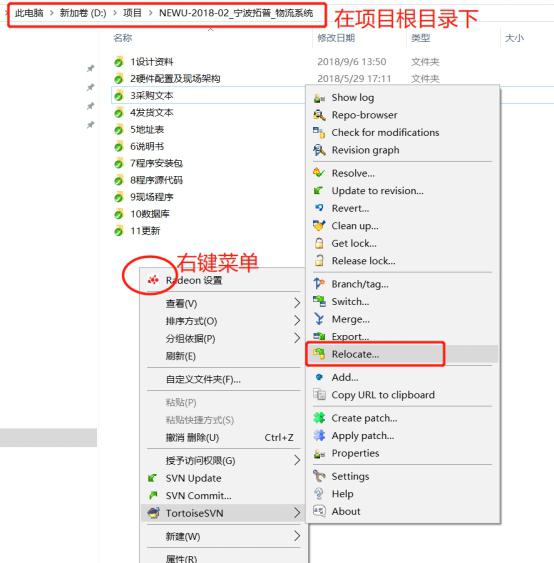 此电脑 > 新加卷 (D:) > 项目 > NEWU-2018-02_宁波拓普_物流系统
在项目根目录下
名称 修改日期 类型 大小
1设计资料 2018/9/6 13:50 文件夹
2硬件配置及现场架构 2018/5/29 17:11 文件夹
3采购文本
4发货文本
5地址表
6说明书
7程序安装包
8程序源代码
9现场程序
10数据库
11更新
右键菜单
Radeon 设置
查看(V)
排序方式(O)
分组依据(P)
刷新(E)
自定义文件夹(F)...
粘贴(P)
粘贴快捷方式(S)
撤消 删除(U) Ctrl+Z
授予访问权限(G)
SVN Update
SVN Commit...
TortoiseSVN
新建(W)
属性(R)
Show log
Repo-browser
Check for modifications
Revision graph
Resolve...
Update to revision...
Revert...
Clean up...
Get lock...
Release lock...
Branch/tag...
Switch...
Merge...
Export...
Relocate...
Add...
Copy URL to clipboard
Create patch...
Apply patch...
Properties
Settings
Help
About